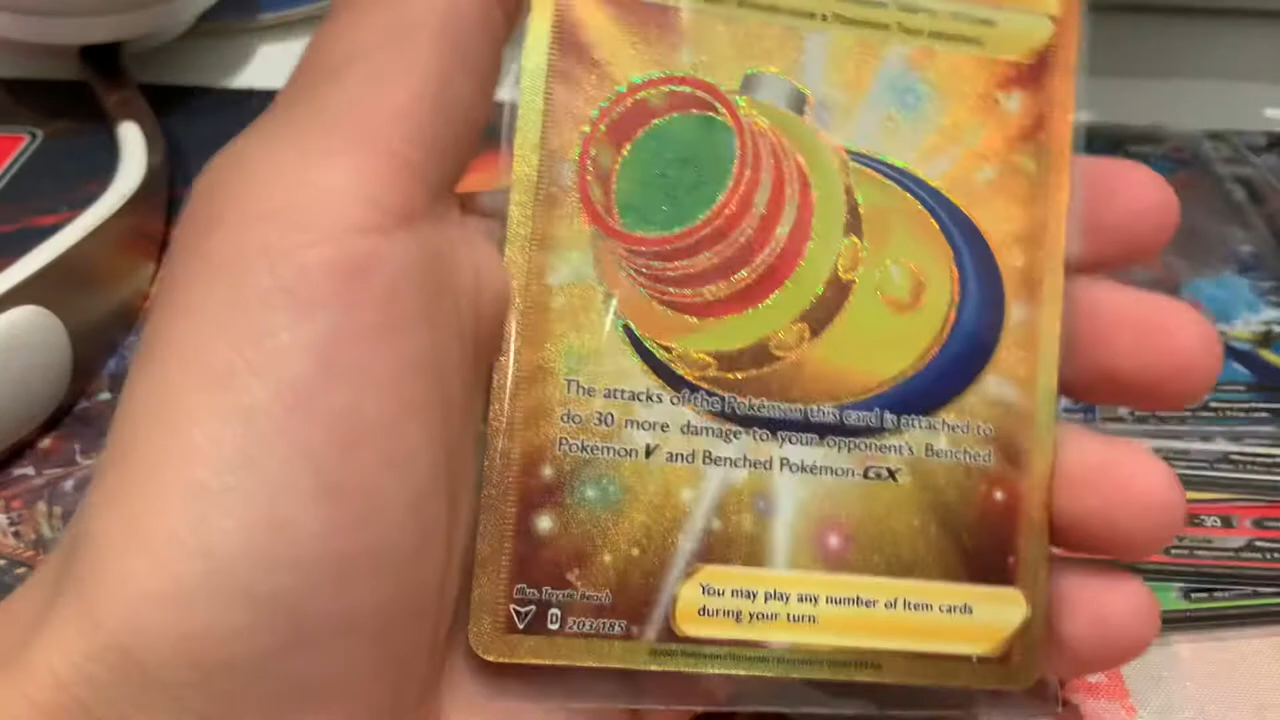 The attacks of the Pokémon this card is attached to
do 30 more damage to your opponent's Benched
Pokémon V and Benched Pokémon-GX
You may play any number of Item cards
during your turn.
Illus. Toyste Beach
D 203/185
-30